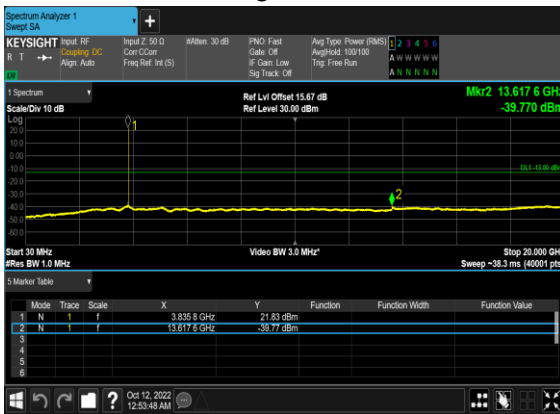 Spectrum Analyzer 1
Swept SA
+
KEYSIGHT Input: RF Input Z: 50 Ω #Atten: 30 dB PNO: Fast Avg Type: Power (RMS) 1 2 3 4 5 6
R T Coupling: DC Corr CCorr Gate: Off Avg|Hold: 100/100 A W W W W W
Align: Auto Freq Ref: Int (S) IF Gain: Low Trig: Free Run
Sig Track: Off A N N N N N
1 Spectrum Ref Lvl Offset 15.67 dB Mkr2 13.617 6 GHz
Scale/Div 10 dB Ref Level 30.00 dBm -39.770 dBm
Log
20.0 1
10.0
0.00
-10.0 DL1 -13.00 dBm
-20.0
-30.0 2
-40.0
-50.0
-60.0
Start 30 MHz Video BW 3.0 MHz* Stop 20.000 GH
#Res BW 1.0 MHz Sweep ~38.3 ms (40001 pts
5 Marker Table
Mode Trace Scale X Y Function Function Width Function Value
1 N 1 f 3.835 8 GHz 21.83 dBm
2 N 1 f 13.617 6 GHz -39.77 dBm
3
4
5
6
? Oct 12, 2022
12:53:48 AM